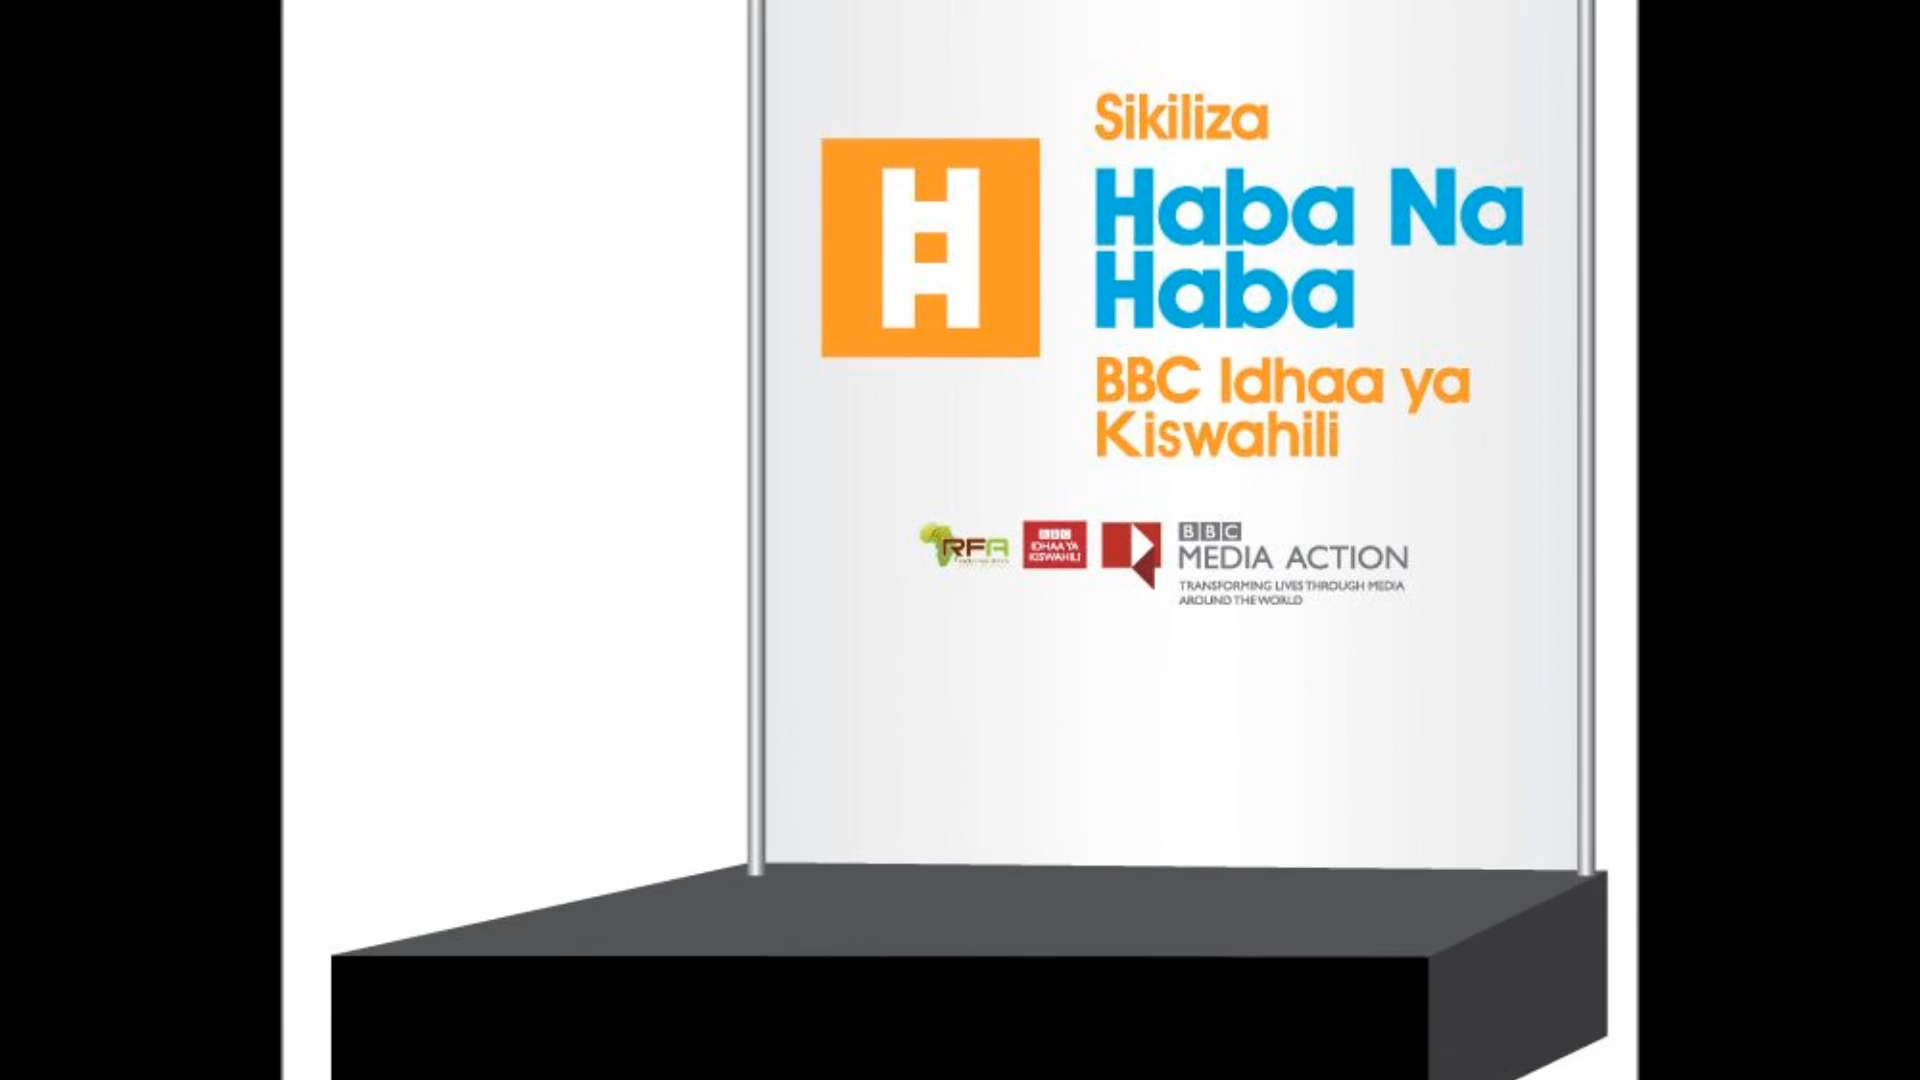 Sikiliza
Haba Na
Haba
BBC Idhaa ya
Kiswahili
RFA
BBC
IDHAA YA
KISWAHILI
BBC
MEDIA ACTION
TRANSFORMING LIVES THROUGH MEDIA
AROUND THE WORLD